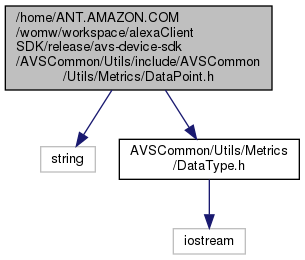 /home/ANT.AMAZON.COM
/womw/workspace/alexaClient
SDK/release/avs-device-sdk
/AVSCommon/Utils/include/AVSCommon
/Utils/Metrics/DataPoint.h
string
AVSCommon/Utils/Metrics
/DataType.h
iostream